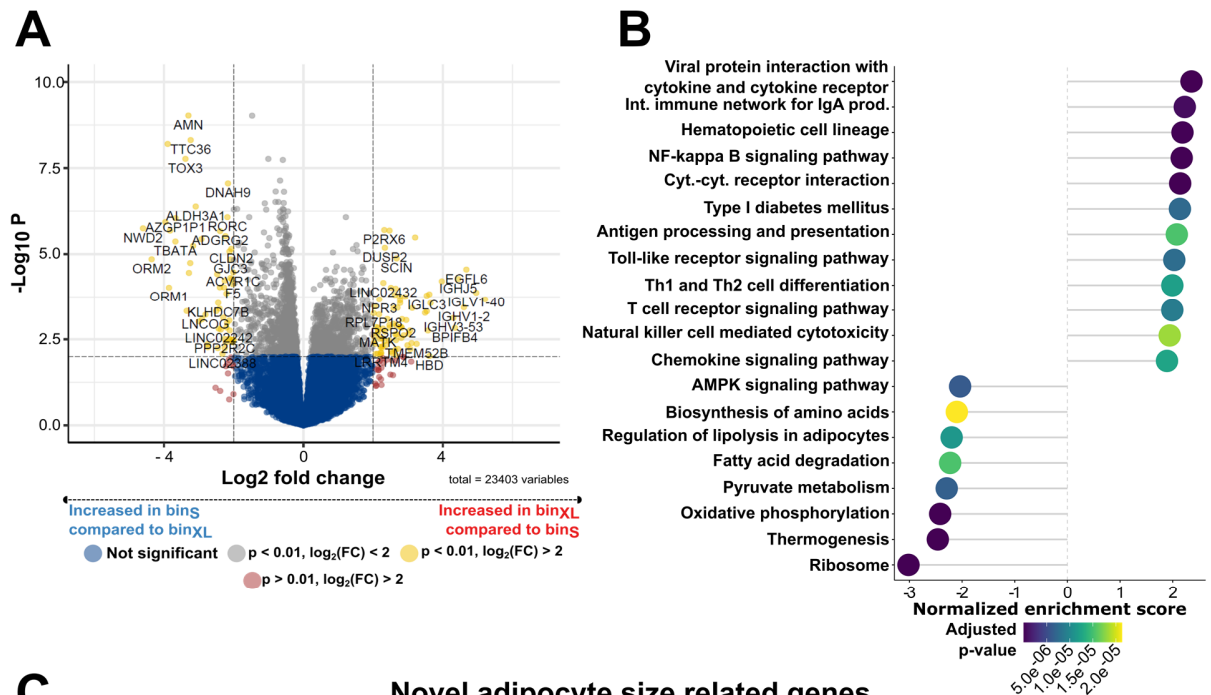 A
10.0
7.5
5.0
2.5
0.0
-Log10 P
AMN
TTC36
TOX3
DNAH9
ALDH3A1
AZGP1P1
RORC
NWD2
ADGRG2
TBATA
CLDN2
ORM2
GJC3
ACVR1C
ORM1
F5
KLHDC7B
LNCOG
LINC02242
PPP2R2C
LINC02388
P2RX6
DUSP2
SCIN
EGFL6
IGHJ5
LINC02432
IGLV1-40
IGLC3
NPR3
IGHV1-2
RPL7P18
IGHV3-53
RSPO2
BPIFB4
MATK
TMEM52B
LRRTM4
HBD
- 4
0
4
Log2 fold change
total = 23403 variables
Increased in binS
compared to binXL
Increased in binXL
compared to binS
Not significant
p < 0.01, log2(FC) < 2
p < 0.01, log2(FC) > 2
p > 0.01, log2(FC) > 2
B
Viral protein interaction with
cytokine and cytokine receptor
Int. immune network for IgA prod.
Hematopoietic cell lineage
NF-kappa B signaling pathway
Cyt.-cyt. receptor interaction
Type I diabetes mellitus
Antigen processing and presentation
Toll-like receptor signaling pathway
Th1 and Th2 cell differentiation
T cell receptor signaling pathway
Natural killer cell mediated cytotoxicity
Chemokine signaling pathway
AMPK signaling pathway
Biosynthesis of amino acids
Regulation of lipolysis in adipocytes
Fatty acid degradation
Pyruvate metabolism
Oxidative phosphorylation
Thermogenesis
Ribosome
-3
-2
-1
0
1
2
Normalized enrichment score
Adjusted
p-value
5.0e-06
1.0e-05
1.5e-05
2.0e-05
C
Novel adipocyte size related genes